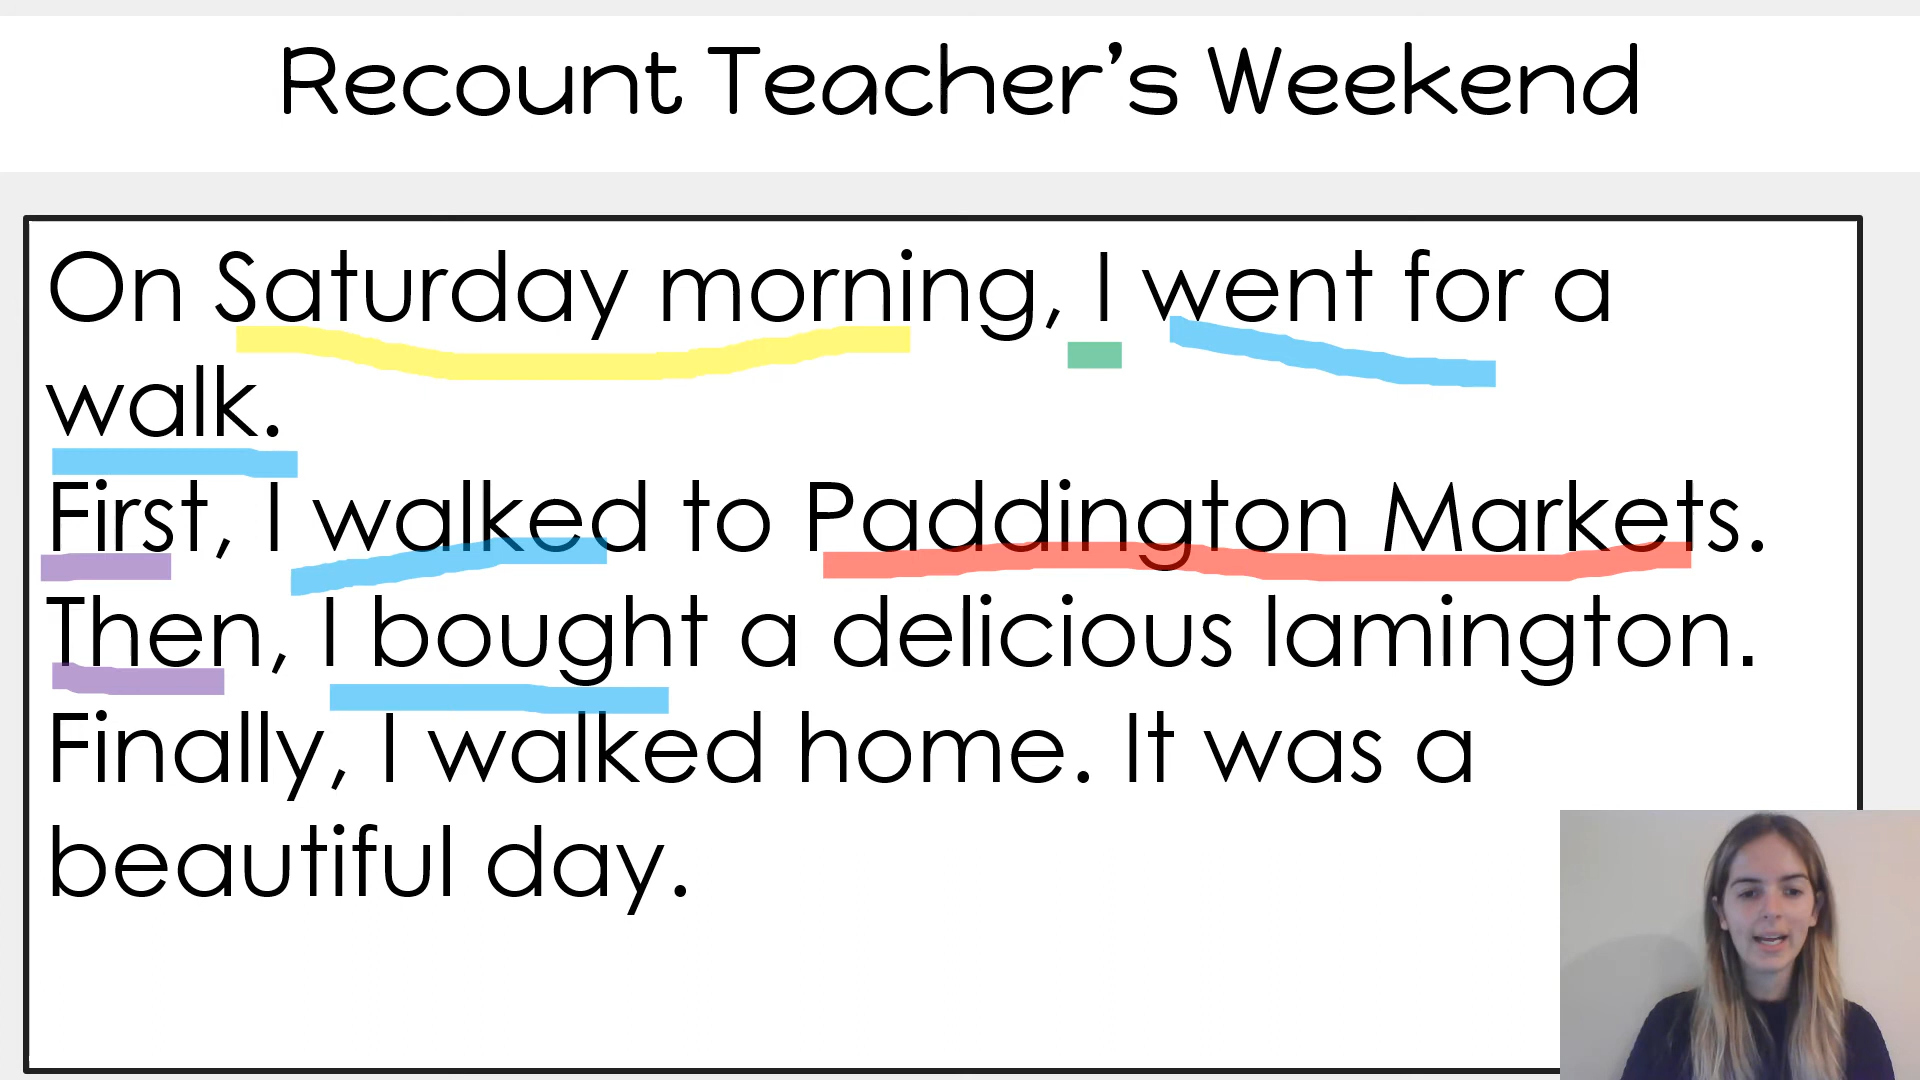 Recount Teacher's Weekend
On Saturday morning, I went for a
walk.
First, I walked to Paddington Markets.
Then, I bought a delicious lamington.
Finally, I walked home. It was a
beautiful day.